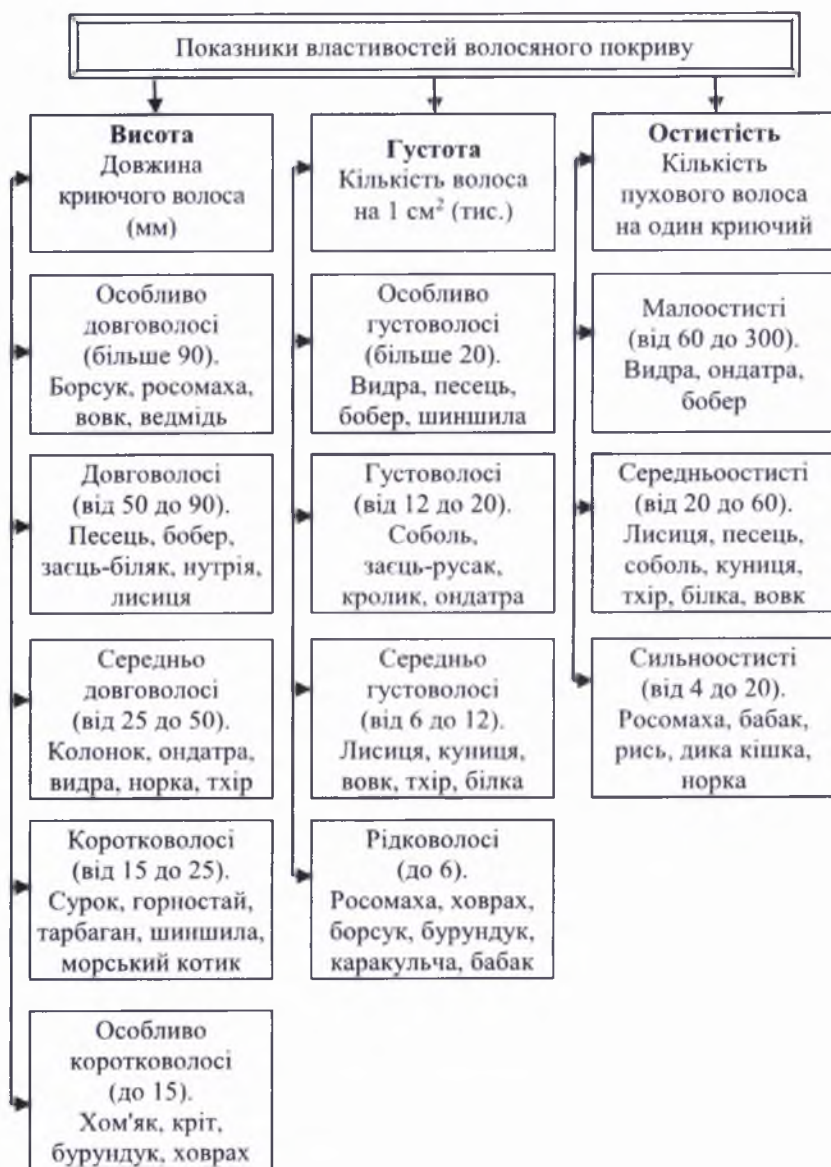 Показники властивостей волосяного покриву
Висота
Довжина
криючого волоса
(мм)
Особливо
довговолосі
(більше 90).
Борсук, росомаха,
вовк, ведмідь
Довговолосі
(від 50 до 90).
Песець, бобер,
заєць-біляк, нутрія,
лисиця
Середньо
довговолосі
(від 25 до 50).
Колонок, ондатра,
видра, норка, тхір
Коротковолосі
(від 15 до 25).
Сурок, горностай,
тарбаган, шиншила,
морський котик
Особливо
коротковолосі
(до 15).
Хом'як, кріт,
бурундук, ховрах
Густота
Кількість волоса
на 1 см² (тис.)
Особливо
густоволосі
(більше 20).
Видра, песець,
бобер, шиншила
Густоволосі
(від 12 до 20).
Соболь,
заєць-русак,
кролик, ондатра
Середньо
густоволосі
(від 6 до 12).
Лисиця, куниця,
вовк, тхір, білка
Рідковолосі
(до 6).
Росомаха, ховрах,
борсук, бурундук,
каракульча, бабак
Остистість
Кількість
пухового волоса
на один криючий
Малоостисті
(від 60 до 300).
Видра, ондатра,
бобер
Середньоостисті
(від 20 до 60).
Лисиця, песець,
соболь, куниця,
тхір, білка, вовк
Сильноостисті
(від 4 до 20).
Росомаха, бабак,
рись, дика кішка,
норка